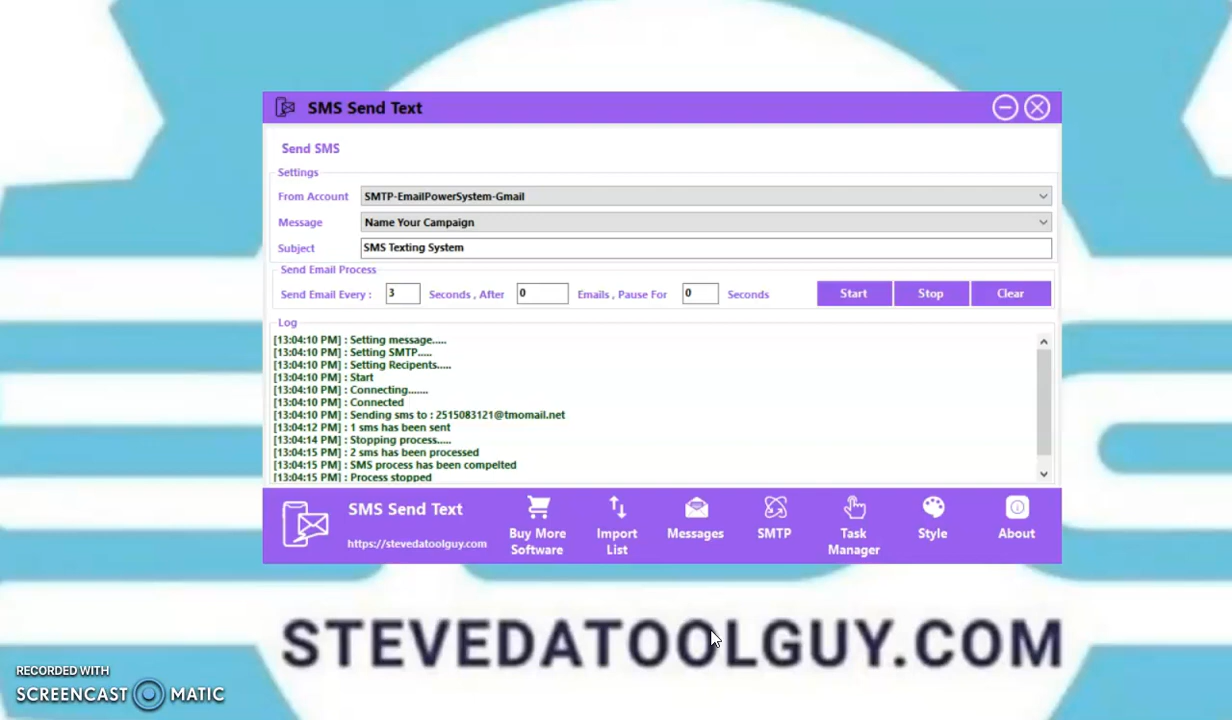 SMS Send Text
Send SMS
Settings
From Account SMTP-EmailPowerSystem-Gmail
Message Name Your Campaign
Subject SMS Texting System
Send Email Process
Send Email Every : 3 Seconds , After 0 Emails , Pause For 0 Seconds Start Stop Clear
Log
[13:04:10 PM] : Setting message.....
[13:04:10 PM] : Setting SMTP.....
[13:04:10 PM] : Setting Recipents.....
[13:04:10 PM] : Start
[13:04:10 PM] : Connecting.......
[13:04:10 PM] : Connected
[13:04:10 PM] : Sending sms to : 2515083121@tmomail.net
[13:04:12 PM] : 1 sms has been sent
[13:04:14 PM] : Stopping process.....
[13:04:15 PM] : 2 sms has been processed
[13:04:15 PM] : SMS process has been compelted
[13:04:15 PM] : Process stopped
SMS Send Text
https://stevedatoolguy.com
Buy More
Software
Import
List
Messages
SMTP
Task
Manager
Style
About
STEVEDATOOLGUY.COM
RECORDED WITH
SCREENCAST MATIC